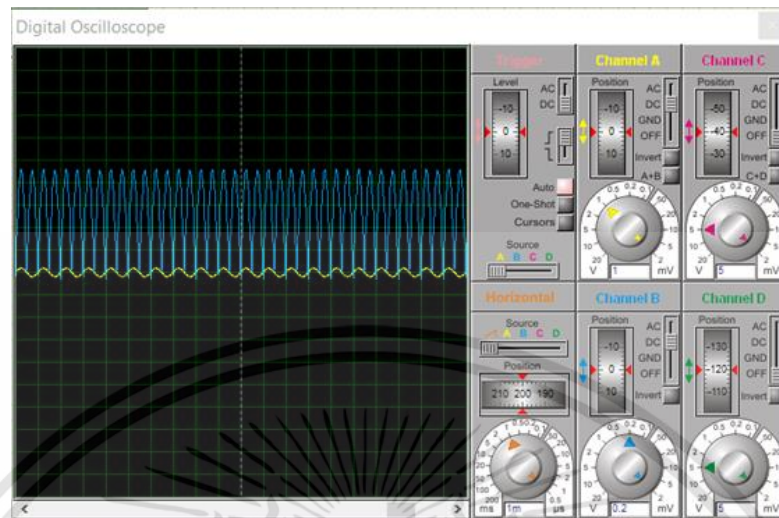 Digital Oscilloscope
Trigger
Level
AC
DC
-10
0
10
Auto
One-Shot
Cursors
Source
A B C D
Channel A
Position
AC
DC
GND
OFF
-10
0
10
Invert
A+B
V 1 mV
Channel C
Position
AC
DC
GND
OFF
-50
-40
-30
Invert
C+D
V 5 mV
Horizontal
Source
A B C D
Position
210 200 190
ms 1m µs
Channel B
Position
AC
DC
GND
OFF
-10
0
10
Invert
V 0.2 mV
Channel D
Position
AC
DC
GND
OFF
-130
-120
-110
Invert
V 5 mV